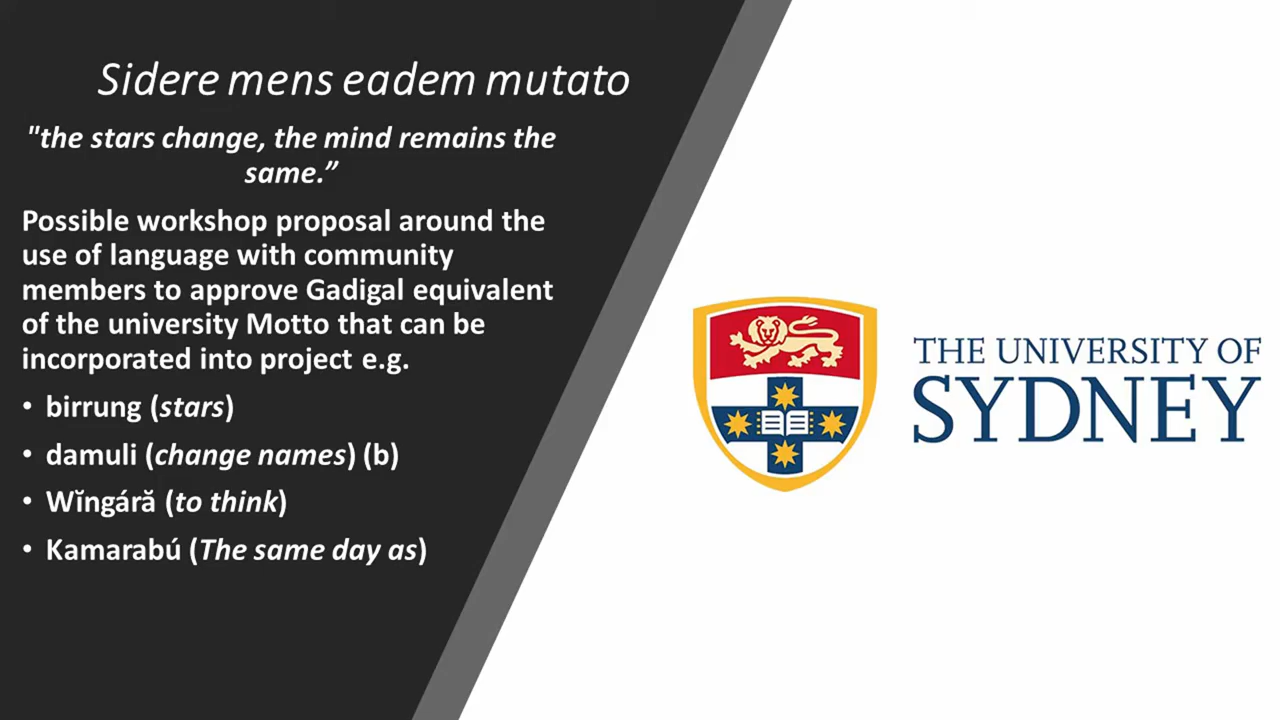 Sidere mens eadem mutato
"the stars change, the mind remains the
same.”
Possible workshop proposal around the
use of language with community
members to approve Gadigal equivalent
of the university Motto that can be
incorporated into project e.g.
• birrung (stars)
• damuli (change names) (b)
• Wĭngáră (to think)
• Kamarabú (The same day as)
THE UNIVERSITY OF
SYDNEY